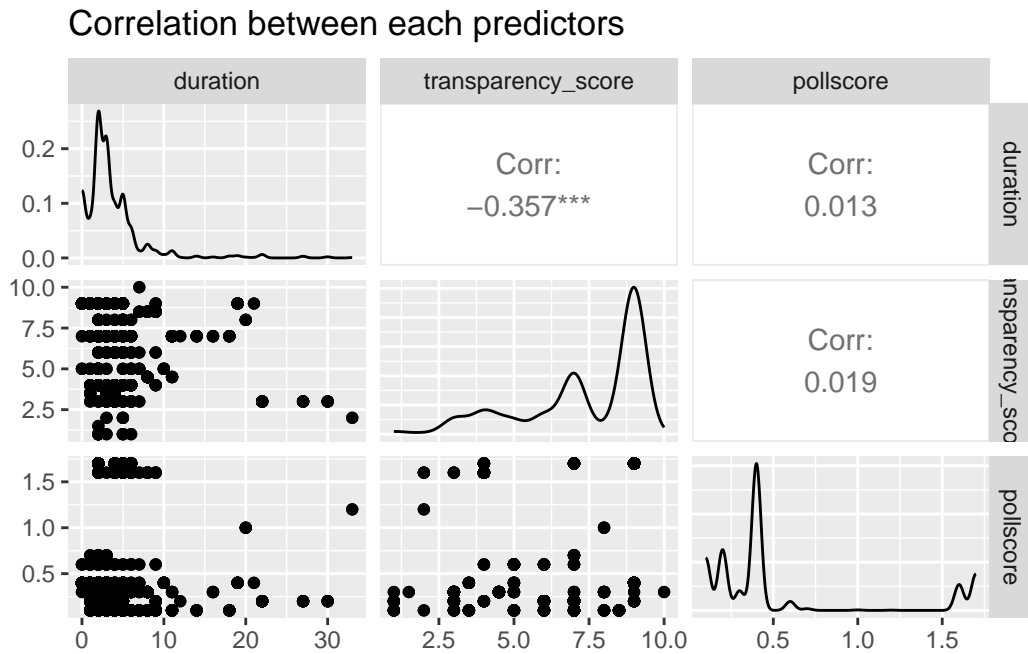 Correlation between each predictors
duration transparency_score pollscore
0.2
0.1
0.0
Corr:
−0.357***
Corr:
0.013
duration
10.0
7.5
5.0
2.5
Corr:
0.019
nsparency_sco
1.5
1.0
0.5
pollscore
0 10 20 30 2.5 5.0 7.5 10.0 0.5 1.0 1.5